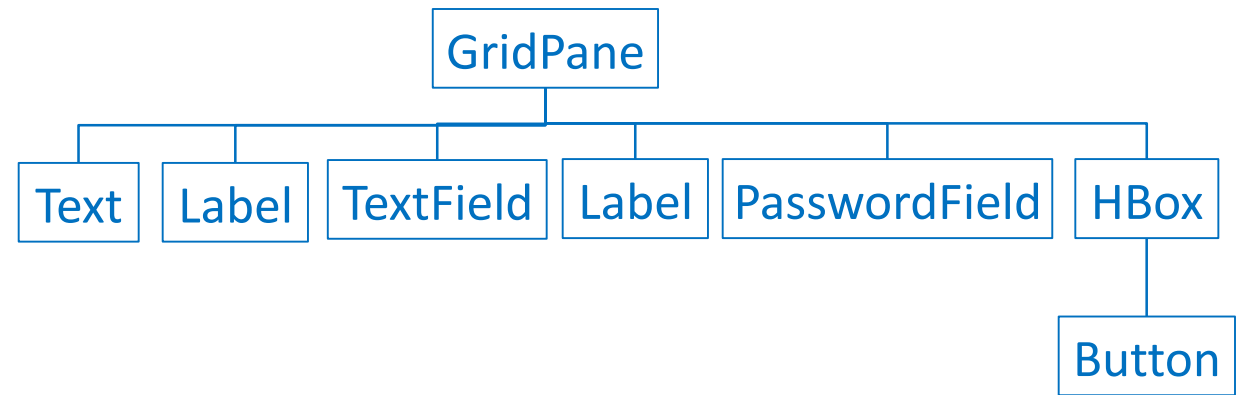 GridPane
Text
Label
TextField
Label
PasswordField
HBox
Button